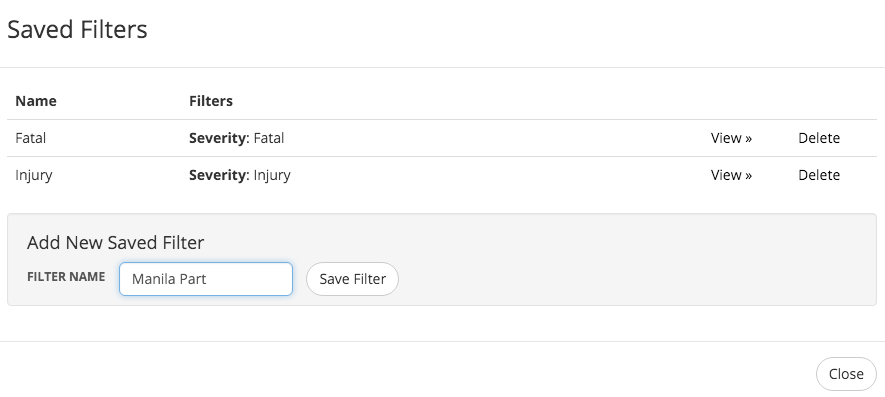 Saved Filters
Name Filters
Fatal Severity: Fatal View » Delete
Injury Severity: Injury View » Delete
Add New Saved Filter
FILTER NAME Manila Part Save Filter
Close